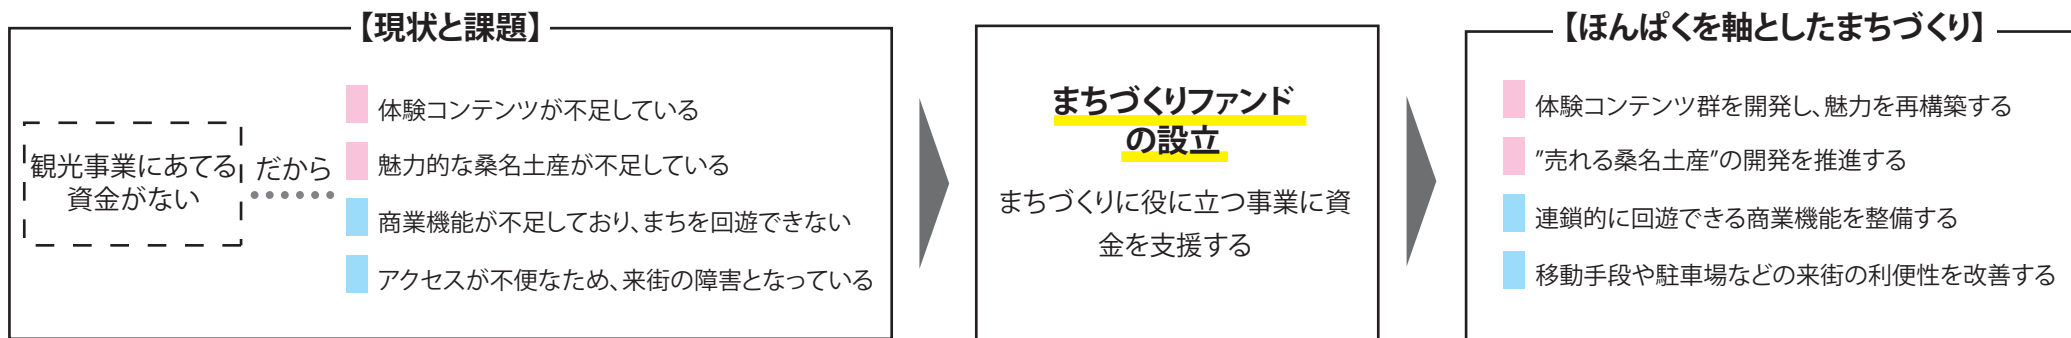 【現状と課題】
観光事業にあてる
資金がない
だから
体験コンテンツが不足している
魅力的な桑名土産が不足している
商業機能が不足しており、まちを回遊できない
アクセスが不便なため、来街の障害となっている
まちづくりファンド
の設立
まちづくりに役に立つ事業に資
金を支援する
【ほんぱくを軸としたまちづくり】
体験コンテンツ群を開発し、魅力を再構築する
”売れる桑名土産”の開発を推進する
連鎖的に回遊できる商業機能を整備する
移動手段や駐車場などの来街の利便性を改善する